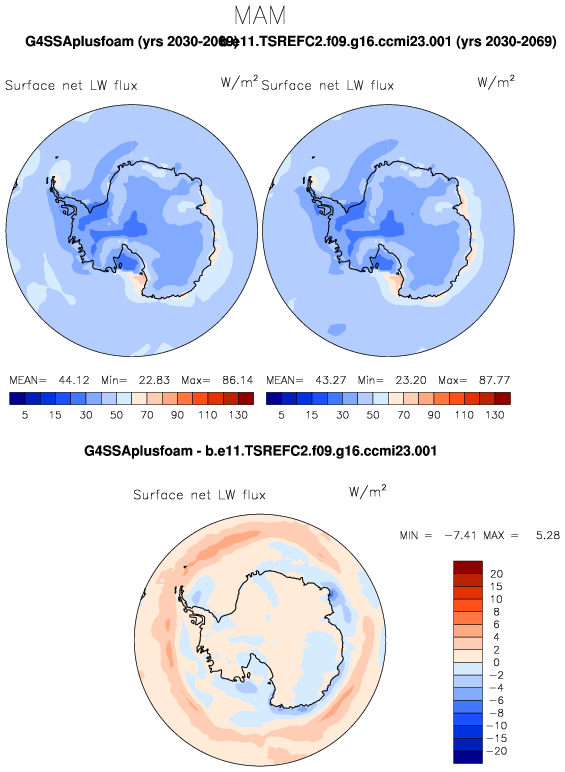 MAM
G4SSAplusfoam (yrs 2030-2069) b.e11.TSREFC2.f09.g16.ccmi23.001 (yrs 2030-2069)
Surface net LW flux W/m² Surface net LW flux W/m²
MEAN= 44.12 Min= 22.83 Max= 86.14 MEAN= 43.27 Min= 23.20 Max= 87.77
5 15 30 50 70 90 110 130 5 15 30 50 70 90 110 130
G4SSAplusfoam - b.e11.TSREFC2.f09.g16.ccmi23.001
Surface net LW flux W/m²
MIN = -7.41 MAX = 5.28
20
15
10
8
6
4
2
0
-2
-4
-6
-8
-10
-15
-20